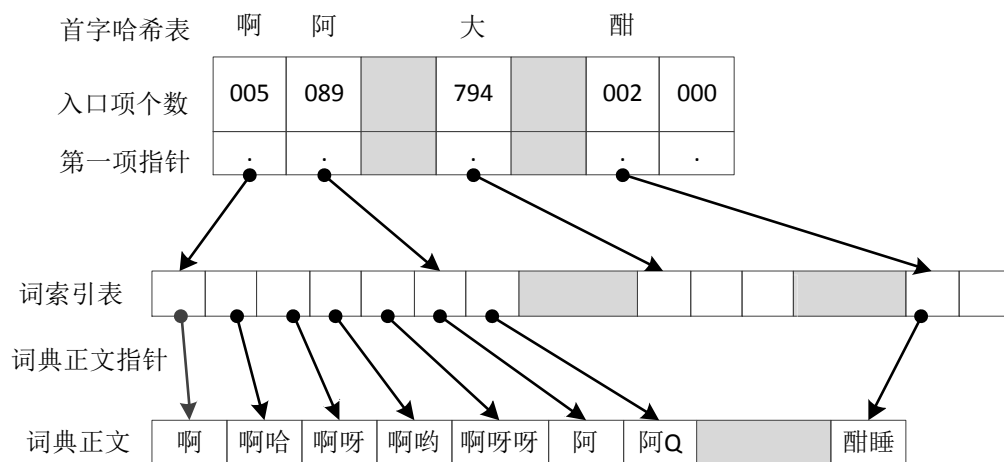 首字哈希表 啊 阿 大 酣
入口项个数 005 089 794 002 000
第一项指针 . . . . .
词索引表
词典正文指针
词典正文 啊 啊哈 啊呀 啊哟 啊呀呀 阿 阿Q 酣睡